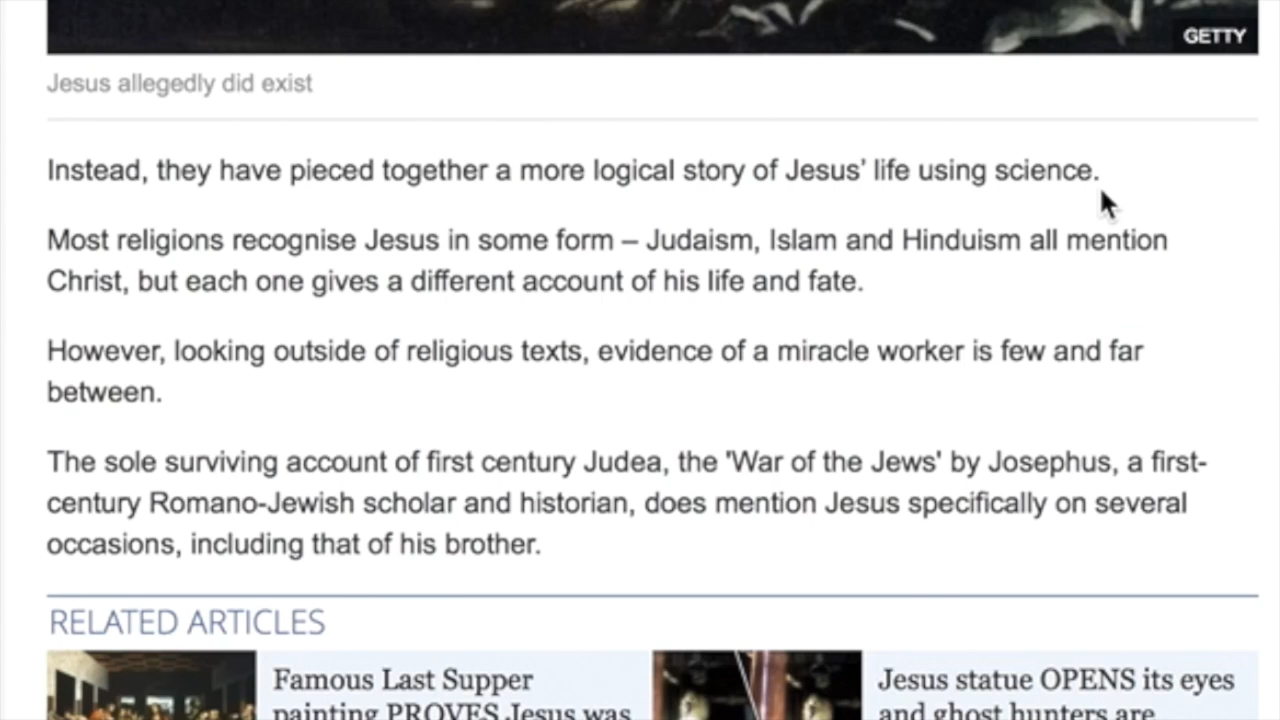 GETTY
Jesus allegedly did exist
Instead, they have pieced together a more logical story of Jesus' life using science.
Most religions recognise Jesus in some form – Judaism, Islam and Hinduism all mention
Christ, but each one gives a different account of his life and fate.
However, looking outside of religious texts, evidence of a miracle worker is few and far
between.
The sole surviving account of first century Judea, the 'War of the Jews' by Josephus, a first-
century Romano-Jewish scholar and historian, does mention Jesus specifically on several
occasions, including that of his brother.
RELATED ARTICLES
Famous Last Supper
painting PROVES Jesus was
Jesus statue OPENS its eyes
and ghost hunters are